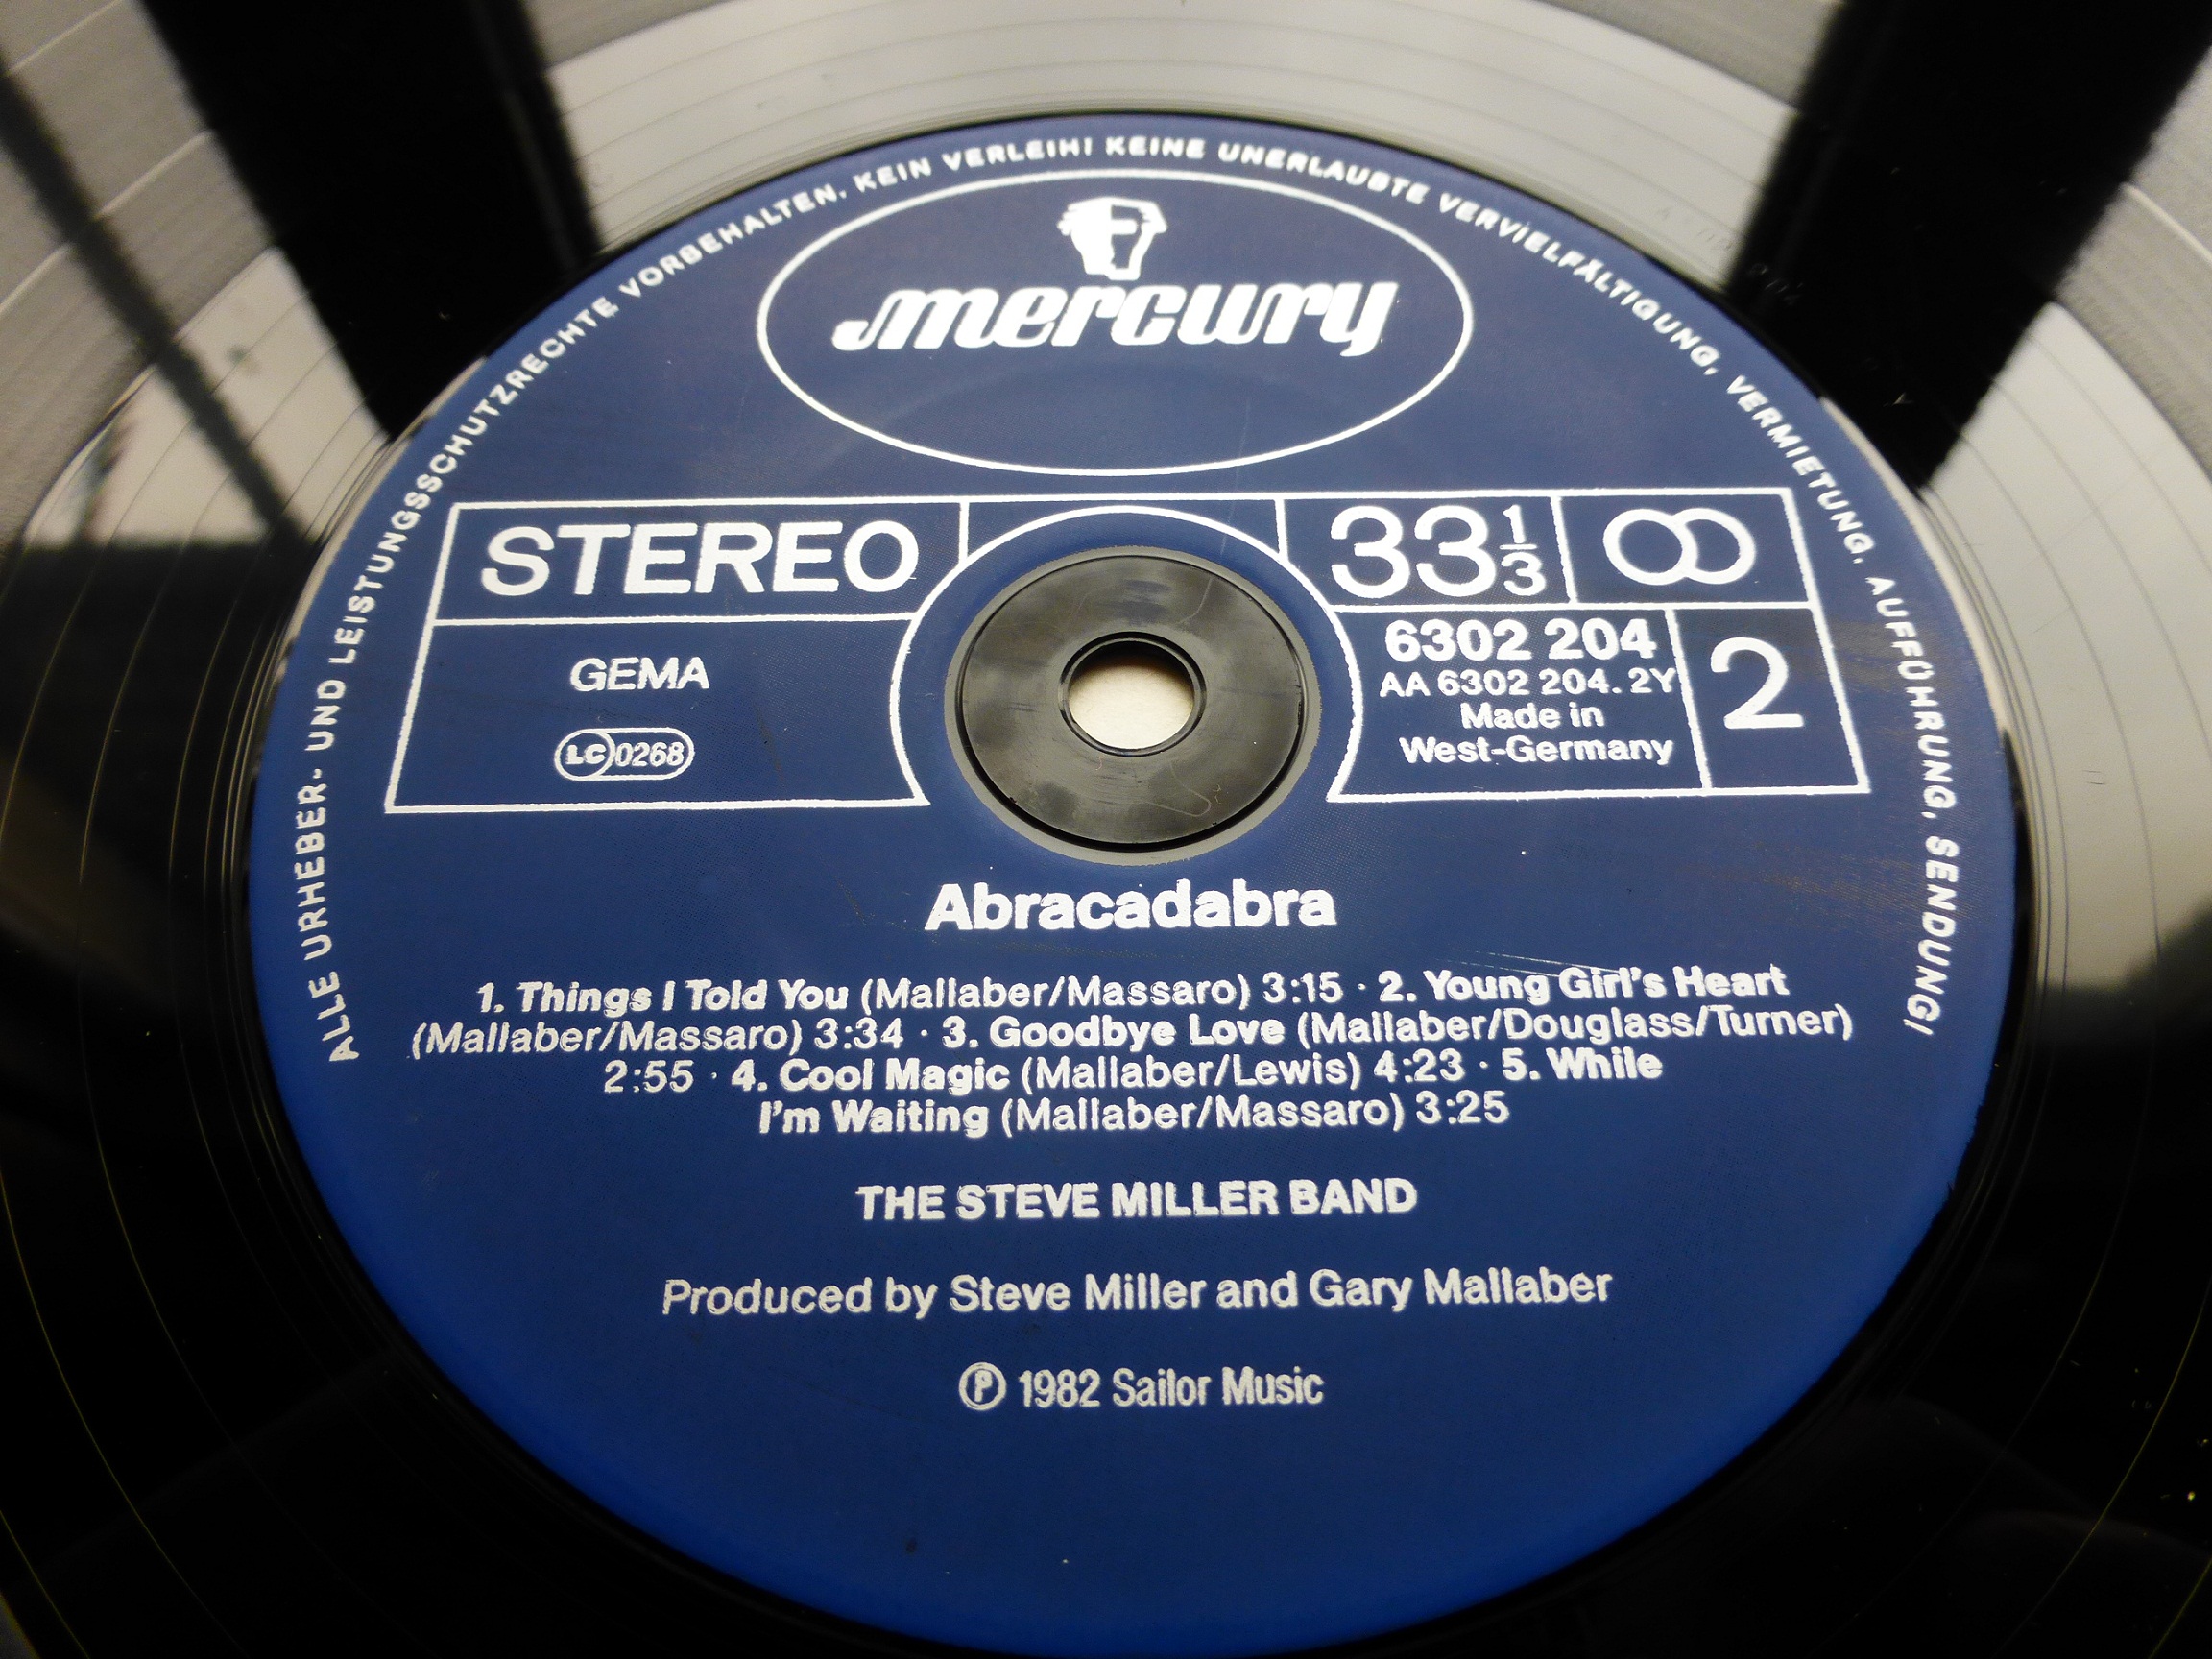 ALLE URHEBER- UND LEISTUNGSSCHUTZRECHTE VORBEHALTEN. KEIN VERLEIH! KEINE UNERLAUBTE VERVIELFÄLTIGUNG, VERMIETUNG, AUFFÜHRUNG, SENDUNG!
mercury
STEREO
33 1/3
GEMA
LC 0268
6302 204
AA 6302 204. 2Y
Made in
West-Germany
2
Abracadabra
1. Things I Told You (Mallaber/Massaro) 3:15 · 2. Young Girl's Heart
(Mallaber/Massaro) 3:34 · 3. Goodbye Love (Mallaber/Douglass/Turner)
2:55 · 4. Cool Magic (Mallaber/Lewis) 4:23 · 5. While
I'm Waiting (Mallaber/Massaro) 3:25
THE STEVE MILLER BAND
Produced by Steve Miller and Gary Mallaber
℗ 1982 Sailor Music